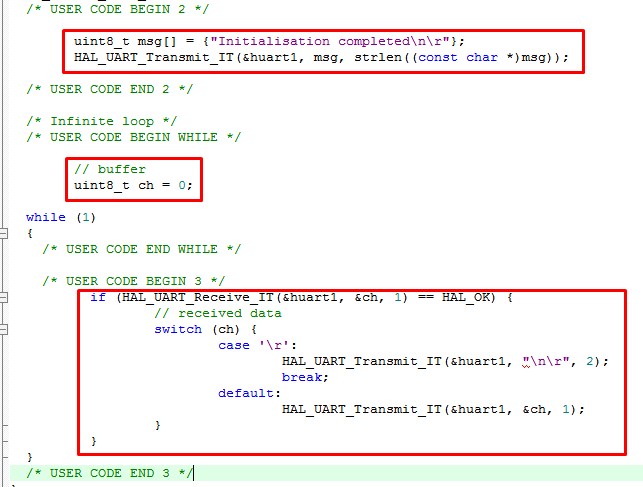 /* USER CODE BEGIN 2 */
uint8_t msg[] = {"Initialisation completed\n\r"};
HAL_UART_Transmit_IT(&huart1, msg, strlen((const char *)msg));
/* USER CODE END 2 */
/* Infinite loop */
/* USER CODE BEGIN WHILE */
// buffer
uint8_t ch = 0;
while (1)
{
/* USER CODE END WHILE */
/* USER CODE BEGIN 3 */
if (HAL_UART_Receive_IT(&huart1, &ch, 1) == HAL_OK) {
// received data
switch (ch) {
case '\r':
HAL_UART_Transmit_IT(&huart1, "\n\r", 2);
break;
default:
HAL_UART_Transmit_IT(&huart1, &ch, 1);
}
}
}
/* USER CODE END 3 */